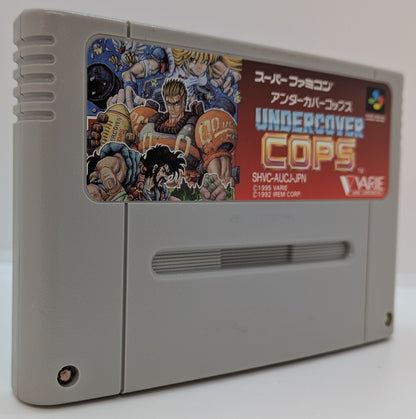 スーパーファミコン
アンダーカバーコップス
UNDERCOVER
COPS
™
SHVC-AUCJ-JPN
©1995 VARIE
©1992 IREM CORP.
VARIE